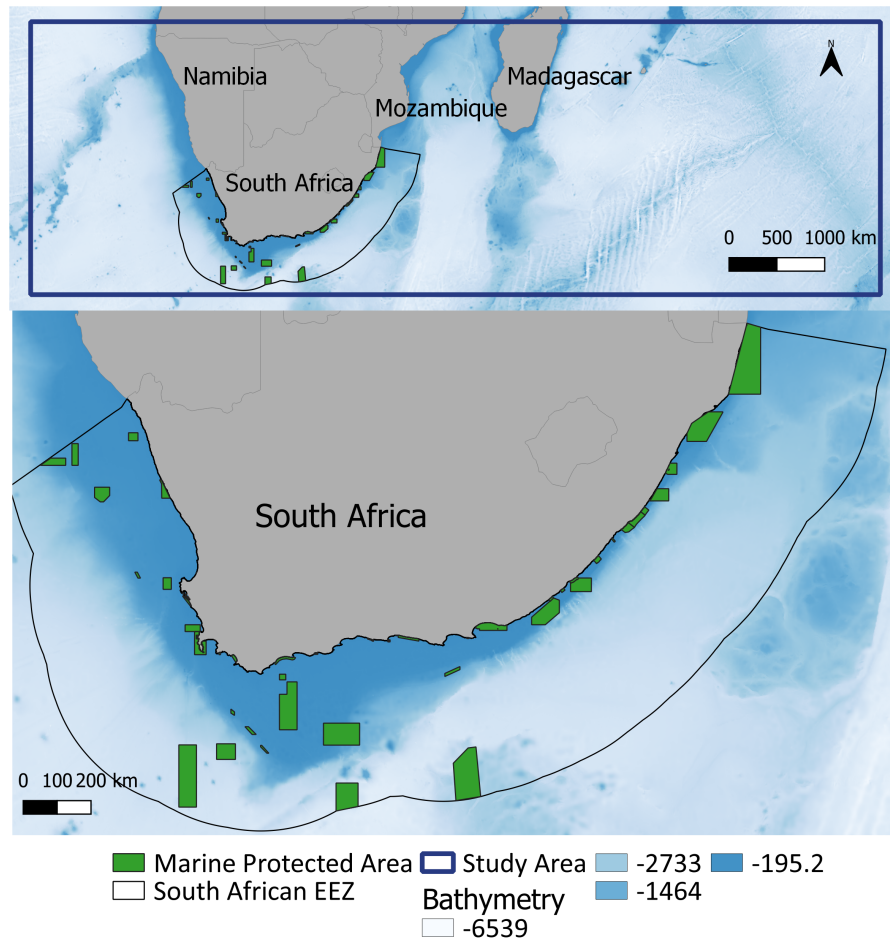 N
Namibia
Madagascar
Mozambique
South Africa
0 500 1000 km
South Africa
0 100 200 km
Marine Protected Area
South African EEZ
Study Area
Bathymetry
-6539
-2733
-1464
-195.2